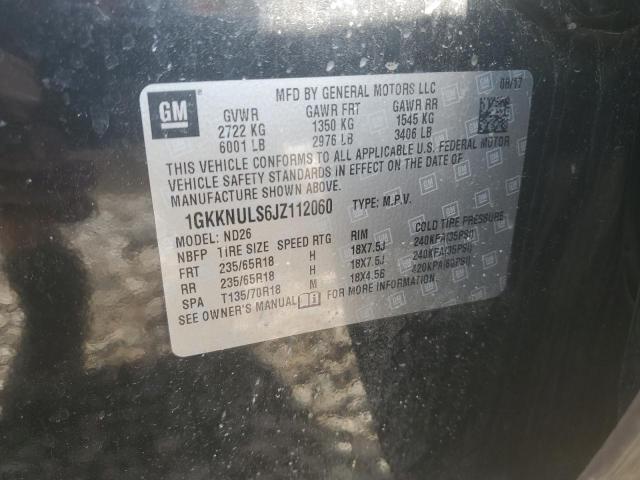 GM
MFD BY GENERAL MOTORS LLC 08/17
GVWR GAWR FRT GAWR RR
2722 KG 1350 KG 1545 KG
6001 LB 2976 LB 3406 LB
THIS VEHICLE CONFORMS TO ALL APPLICABLE U.S. FEDERAL MOTOR
VEHICLE SAFETY STANDARDS IN EFFECT ON THE DATE OF
MANUFACTURE SHOWN ABOVE.
1GKKNULS6JZ112060 TYPE: M.P.V.
MODEL: ND26
NBFP TIRE SIZE SPEED RTG RIM COLD TIRE PRESSURE
FRT 235/65R18 H 18X7.5J 240KPA(35PSI)
RR 235/65R18 H 18X7.5J 240KPA(35PSI)
SPA T135/70R18 M 18X4.5B 420KPA(60PSI)
SEE OWNER'S MANUAL